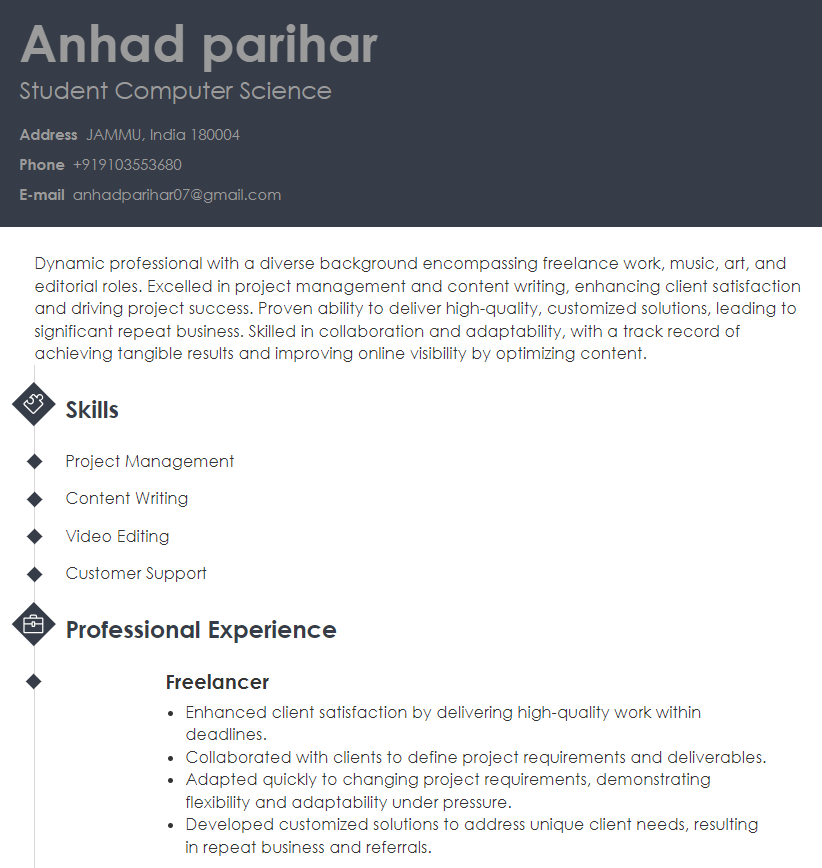 Anhad parihar
Student Computer Science
Address JAMMU, India 180004
Phone +919103553680
E-mail anhadparihar07@gmail.com
Dynamic professional with a diverse background encompassing freelance work, music, art, and
editorial roles. Excelled in project management and content writing, enhancing client satisfaction
and driving project success. Proven ability to deliver high-quality, customized solutions, leading to
significant repeat business. Skilled in collaboration and adaptability, with a track record of
achieving tangible results and improving online visibility by optimizing content.
Skills
Project Management
Content Writing
Video Editing
Customer Support
Professional Experience
Freelancer
• Enhanced client satisfaction by delivering high-quality work within
deadlines.
• Collaborated with clients to define project requirements and deliverables.
• Adapted quickly to changing project requirements, demonstrating
flexibility and adaptability under pressure.
• Developed customized solutions to address unique client needs, resulting
in repeat business and referrals.